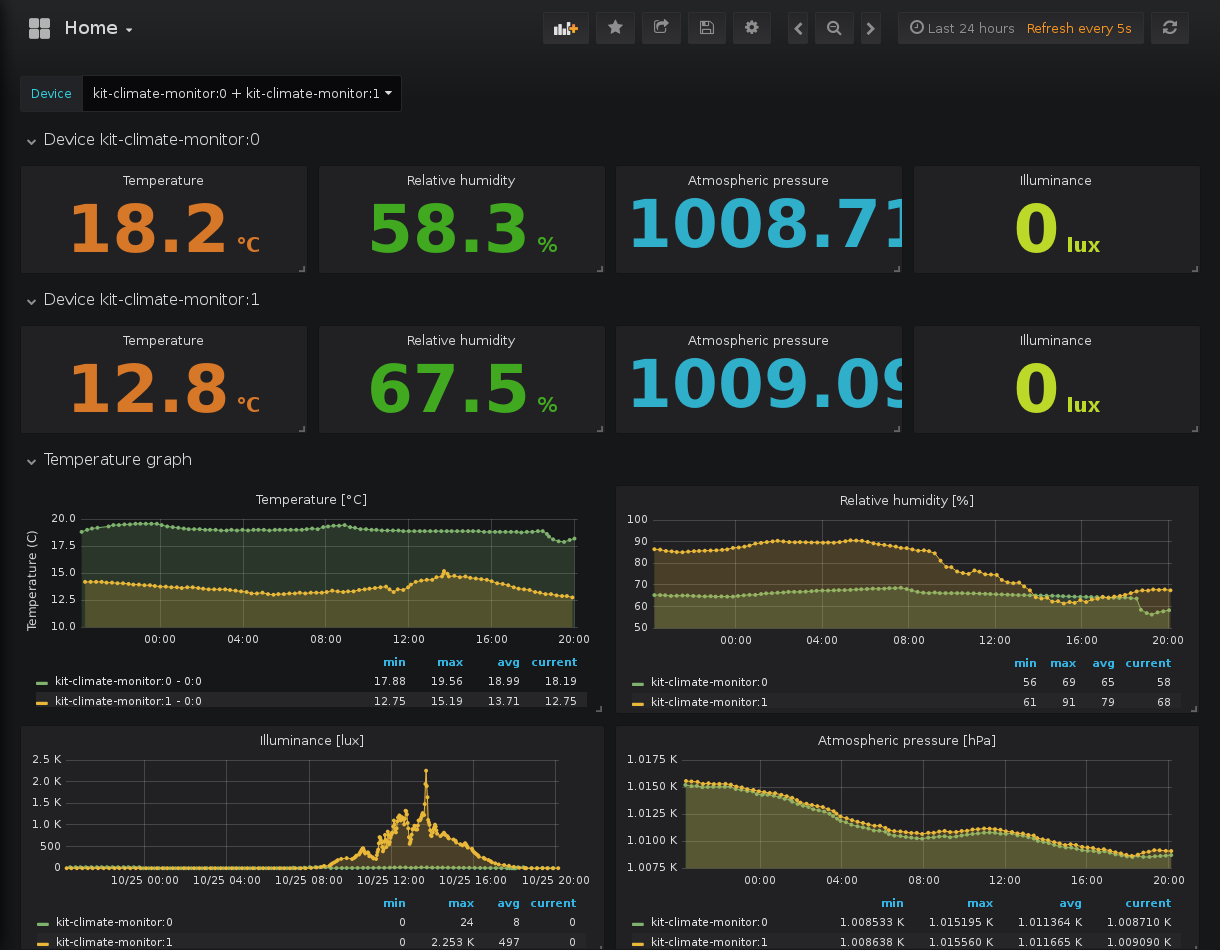 Home
Last 24 hours Refresh every 5s
Device kit-climate-monitor:0 + kit-climate-monitor:1
Device kit-climate-monitor:0
Temperature Relative humidity Atmospheric pressure Illuminance
18.2 °C 58.3 % 1008.71 0 lux
Device kit-climate-monitor:1
Temperature Relative humidity Atmospheric pressure Illuminance
12.8 °C 67.5 % 1009.09 0 lux
Temperature graph
Temperature [°C]
Temperature (C)
20.0
17.5
15.0
12.5
10.0
00:00 04:00 08:00 12:00 16:00 20:00
min max avg current
kit-climate-monitor:0 - 0:0 17.88 19.56 18.99 18.19
kit-climate-monitor:1 - 0:0 12.75 15.19 13.71 12.75
Relative humidity [%]
100
90
80
70
60
50
00:00 04:00 08:00 12:00 16:00 20:00
min max avg current
kit-climate-monitor:0 56 69 65 58
kit-climate-monitor:1 61 91 79 68
Illuminance [lux]
2.5 K
2.0 K
1.5 K
1.0 K
500
0
10/25 00:00 10/25 04:00 10/25 08:00 10/25 12:00 10/25 16:00 10/25 20:00
min max avg current
kit-climate-monitor:0 0 24 8 0
kit-climate-monitor:1 0 2.253 K 497 0
Atmospheric pressure [hPa]
1.0175 K
1.0150 K
1.0125 K
1.0100 K
1.0075 K
00:00 04:00 08:00 12:00 16:00 20:00
min max avg current
kit-climate-monitor:0 1.008533 K 1.015195 K 1.011364 K 1.008710 K
kit-climate-monitor:1 1.008638 K 1.015560 K 1.011665 K 1.009090 K